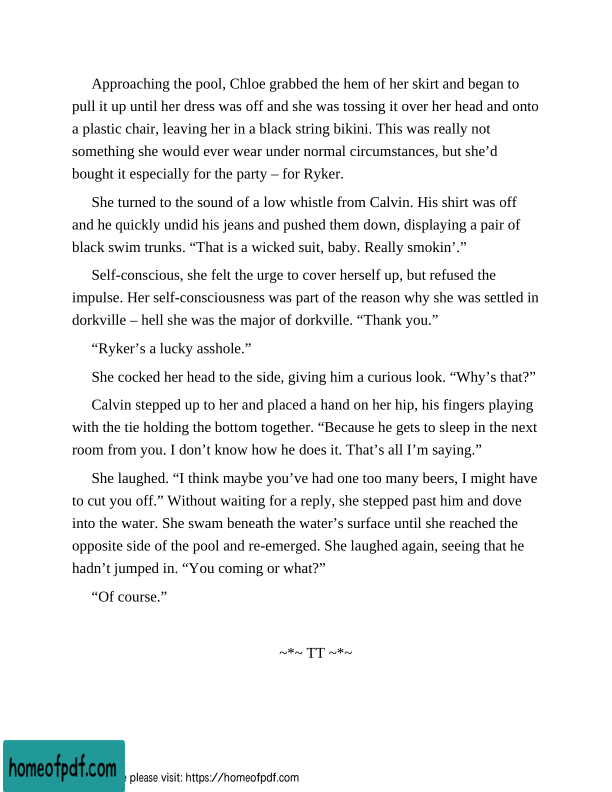 Approaching the pool, Chloe grabbed the hem of her skirt and began to
pull it up until her dress was off and she was tossing it over her head and onto
a plastic chair, leaving her in a black string bikini. This was really not
something she would ever wear under normal circumstances, but she’d
bought it especially for the party – for Ryker.
She turned to the sound of a low whistle from Calvin. His shirt was off
and he quickly undid his jeans and pushed them down, displaying a pair of
black swim trunks. “That is a wicked suit, baby. Really smokin’.”
Self-conscious, she felt the urge to cover herself up, but refused the
impulse. Her self-consciousness was part of the reason why she was settled in
dorkville – hell she was the major of dorkville. “Thank you.”
“Ryker’s a lucky asshole.”
She cocked her head to the side, giving him a curious look. “Why’s that?”
Calvin stepped up to her and placed a hand on her hip, his fingers playing
with the tie holding the bottom together. “Because he gets to sleep in the next
room from you. I don’t know how he does it. That’s all I’m saying.”
She laughed. “I think maybe you’ve had one too many beers, I might have
to cut you off.” Without waiting for a reply, she stepped past him and dove
into the water. She swam beneath the water’s surface until she reached the
opposite side of the pool and re-emerged. She laughed again, seeing that he
hadn’t jumped in. “You coming or what?”
“Of course.”
~*~ TT ~*~
homeofpdf.com
please visit: https://homeofpdf.com